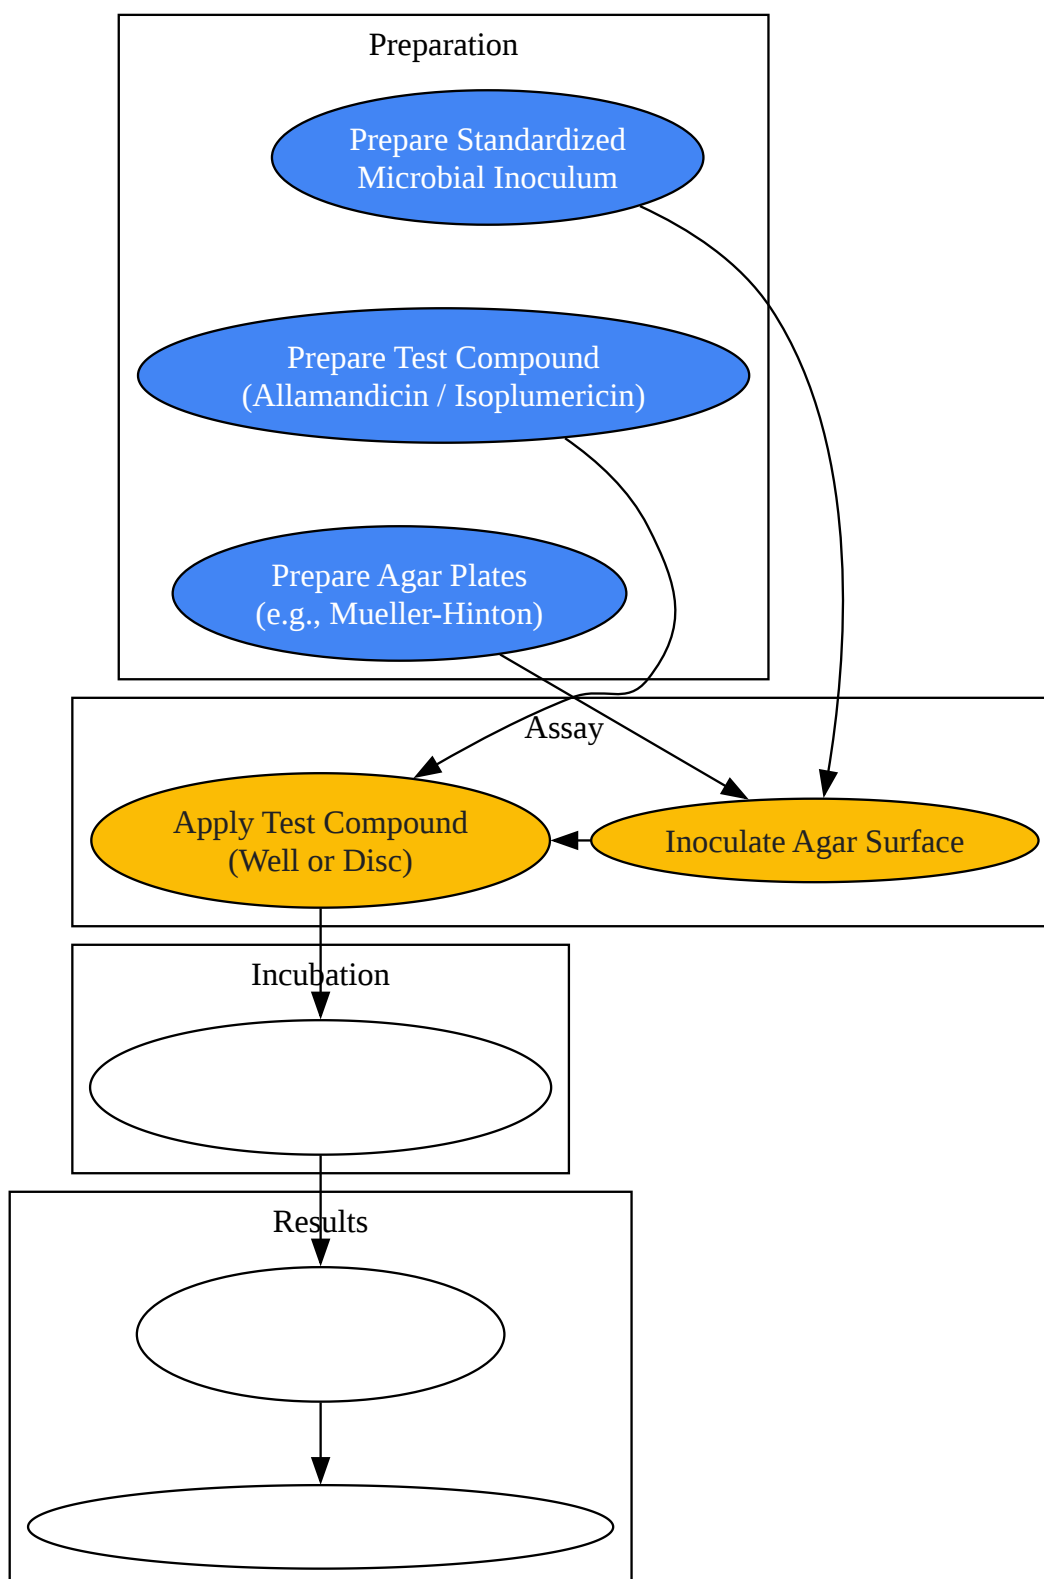 Preparation
Prepare Standardized
Microbial Inoculum
Prepare Test Compound
(Allamandicin / Isoplumericin)
Prepare Agar Plates
(e.g., Mueller-Hinton)
Assay
Apply Test Compound
(Well or Disc)
Inoculate Agar Surface
Incubation
Results